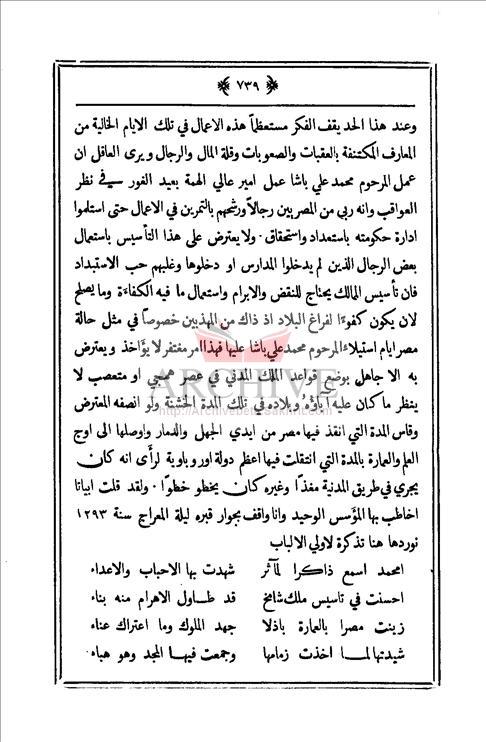 ﴿ ٧٣٩ ﴾
وعند هذا الحد يقف الفكر مستعظماً هذه الاعمال في تلك الايام الخالية من
المعارف المكتنفة بالعقبات والصعوبات وقلة المال والرجال ويرى العاقل ان
عمل المرحوم محمد علي باشا عمل امير عالي الهمة بعيد الغور في نظر
العواقب وانه ربي من المصريين رجالاً ورشحهم بالتمرين في الاعمال حتى استلموا
ادارة حكومته باستعداد واستحقاق · ولا يعترض على هذا التأسيس باستعمال
بعض الرجال الذين لم يدخلوا المدارس او دخلوها وغلبهم حب الاستبداد
فان تأسيس الممالك يحتاج للنقض والابرام واستعمال ما فيه الكفاءة وما يصلح
لان يكون كفوءًا لفراغ البلاد اذ ذاك من المهذبين خصوصاً في مثل حالة
مصر ايام استيلاء المرحوم محمد علي باشا عليها فهذا امر مغتفر لا يؤاخذ ويعترض
به الا جاهل بوضع قواعد الملك المدني في عصر همجي او متعصب لا
ينظر ما كان عليه آباؤه وبلاده في تلك المدة الخشنة ولو انصفه المعترض
وقاس المدة التي انقذ فيها مصر من ايدي الجهل والدمار واوصلها الى اوج
العلم والعمارة بالمدة التي انتقلت فيها اعظم دولة اوروباوية لرأى انه كان
يجري في طريق المدنية مغذًا وغيره كان يخطو خطوا · ولقد قلت ابياتا
اخاطب بها المؤسس الوحيد وانا واقف بجوار قبره ليلة المعراج سنة ١٢٩٣
نوردها هنا تذكرة لاولي الالباب
امحمد اسمع ذاكرا لمآثر شهدت بها الاحباب والاعداء
احسنت في تاسيس ملك شامخ قد طاول الاهرام منه بناء
زينت مصرا بالعمارة باذلا جهد الملوك وما اعتراك عناء
شيدتها لما اخذت زمامها وجمعت فيها المجد وهو هباء·
ARCHIVE